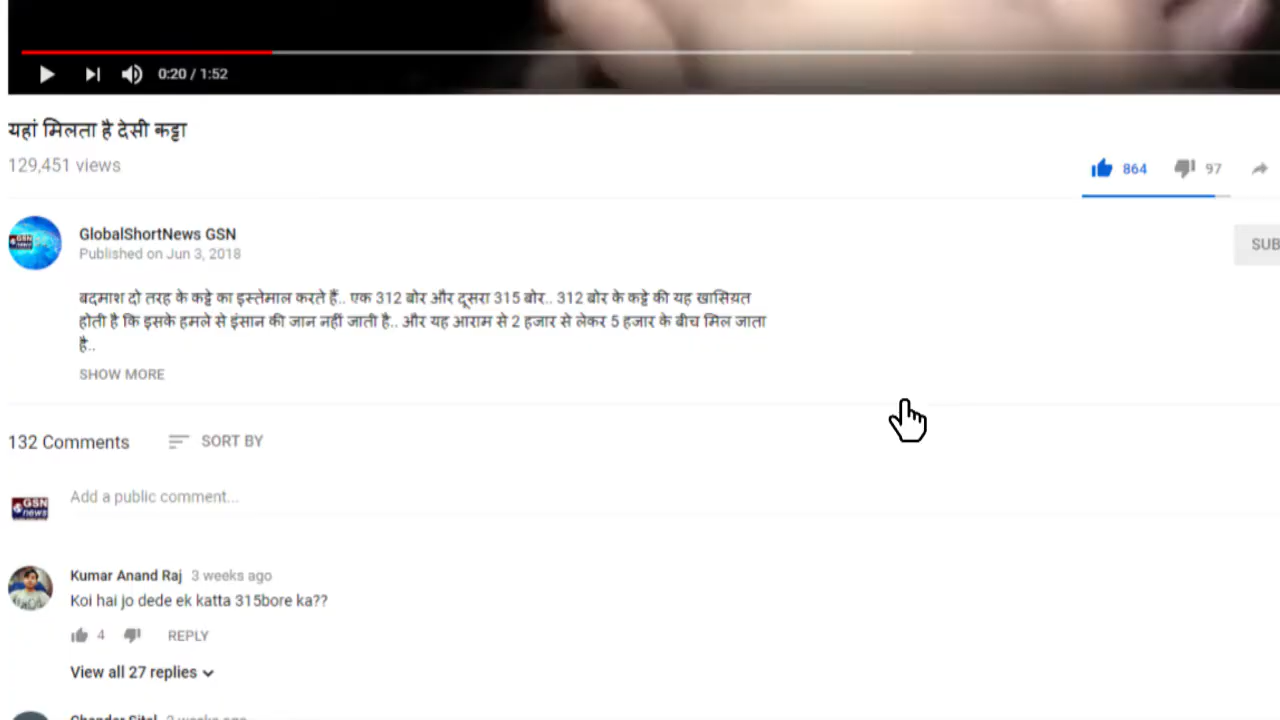 0:20 / 1:52
यहां मिलता है देसी कट्टा
129,451 views
864
97
SUB
GlobalShortNews GSN
Published on Jun 3, 2018
बदमाश दो तरह के कट्टे का इस्तेमाल करते हैं.. एक 312 बोर और दूसरा 315 बोर.. 312 बोर के कट्टे की यह खासियत
होती है कि इसके हमले से इंसान की जान नहीं जाती है.. और यह आराम से 2 हजार से लेकर 5 हजार के बीच मिल जाता
है..
SHOW MORE
132 Comments
SORT BY
GSN
news
Add a public comment...
Kumar Anand Raj 3 weeks ago
Koi hai jo dede ek katta 315bore ka??
4
REPLY
View all 27 replies